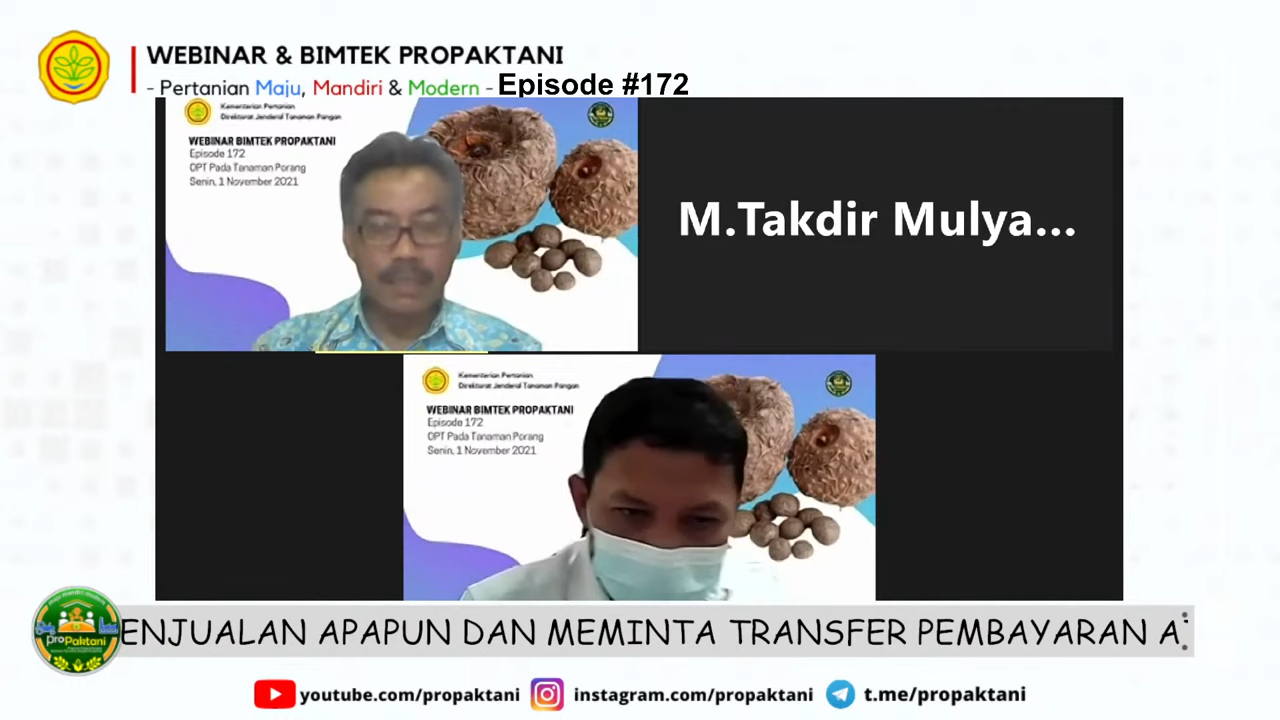 WEBINAR & BIMTEK PROPAKTANI
- Pertanian Maju, Mandiri & Modern - Episode #172
Kementerian Pertanian
Direktorat Jenderal Tanaman Pangan
WEBINAR BIMTEK PROPAKTANI
Episode 172
OPT Pada Tanaman Porang
Senin, 1 November 2021
M.Takdir Mulya...
Kementerian Pertanian
Direktorat Jenderal Tanaman Pangan
WEBINAR BIMTEK PROPAKTANI
Episode 172
OPT Pada Tanaman Porang
Senin, 1 November 2021
proPaktani
ENJUALAN APAPUN DAN MEMINTA TRANSFER PEMBAYARAN A
youtube.com/propaktani instagram.com/propaktani t.me/propaktani